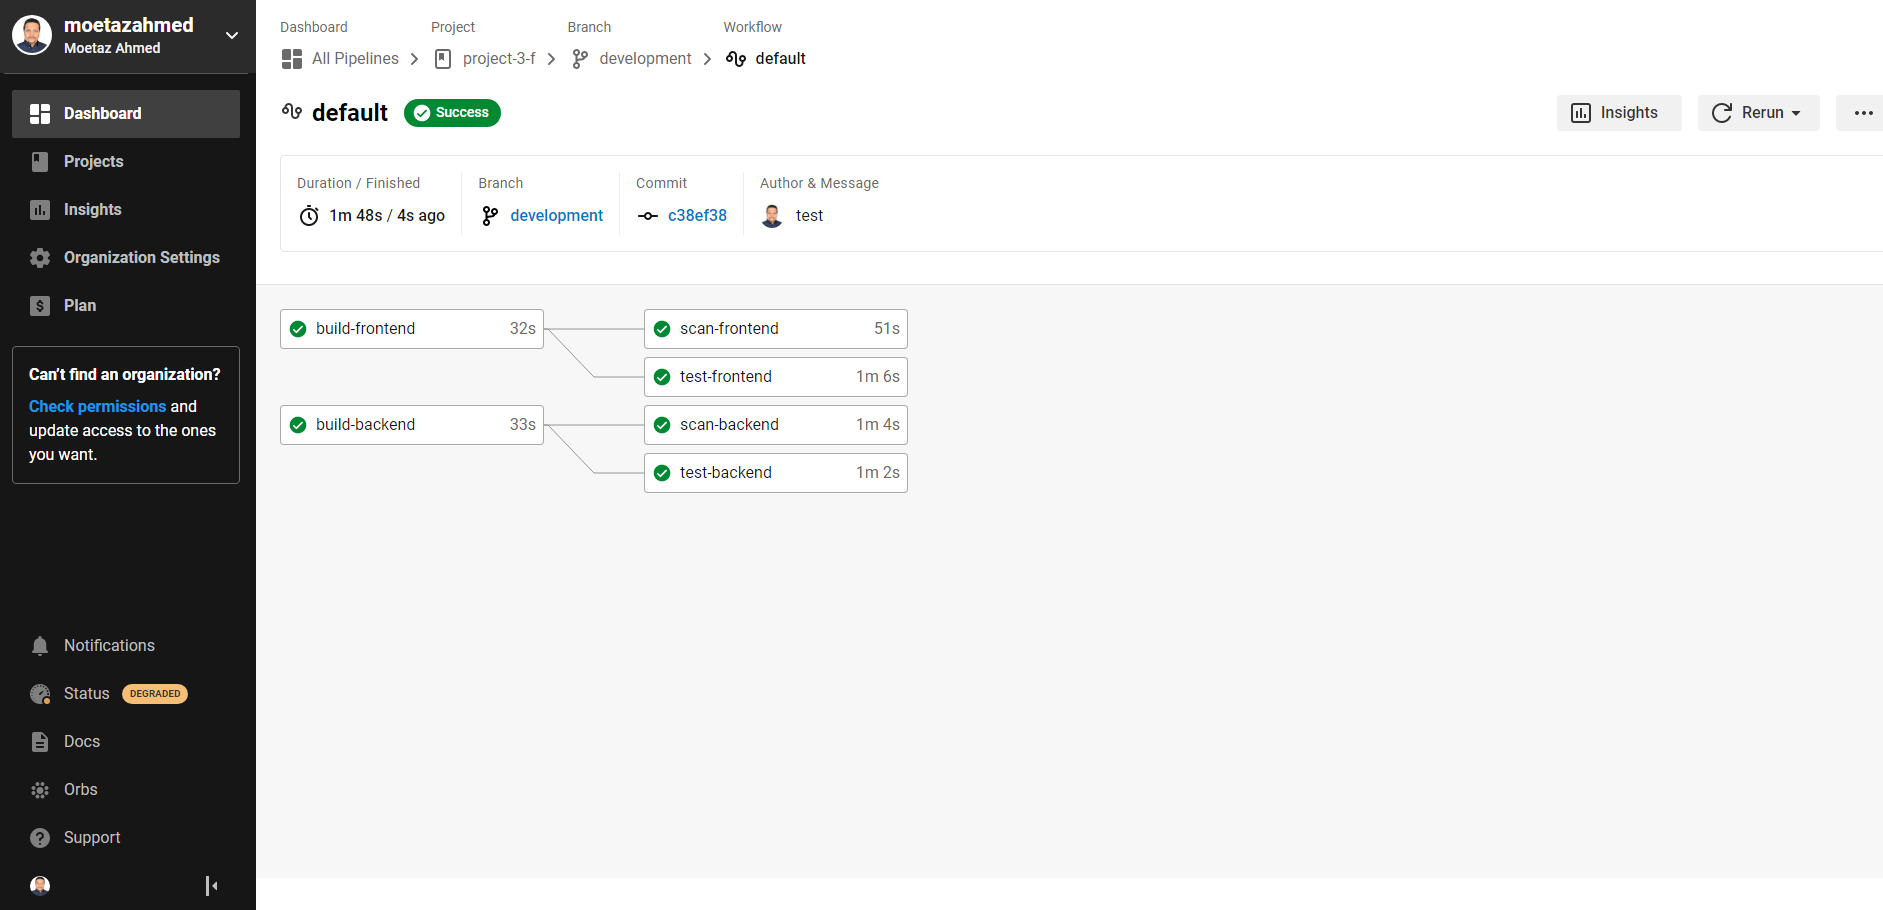 moetazahmed
Moetaz Ahmed
Dashboard
Projects
Insights
Organization Settings
Plan
Can't find an organization?
Check permissions and
update access to the ones
you want.
Notifications
Status DEGRADED
Docs
Orbs
Support
Dashboard Project Branch Workflow
All Pipelines project-3-f development default
default Success
Insights Rerun
Duration / Finished Branch Commit Author & Message
1m 48s / 4s ago development c38ef38 test
build-frontend 32s scan-frontend 51s
test-frontend 1m 6s
build-backend 33s scan-backend 1m 4s
test-backend 1m 2s